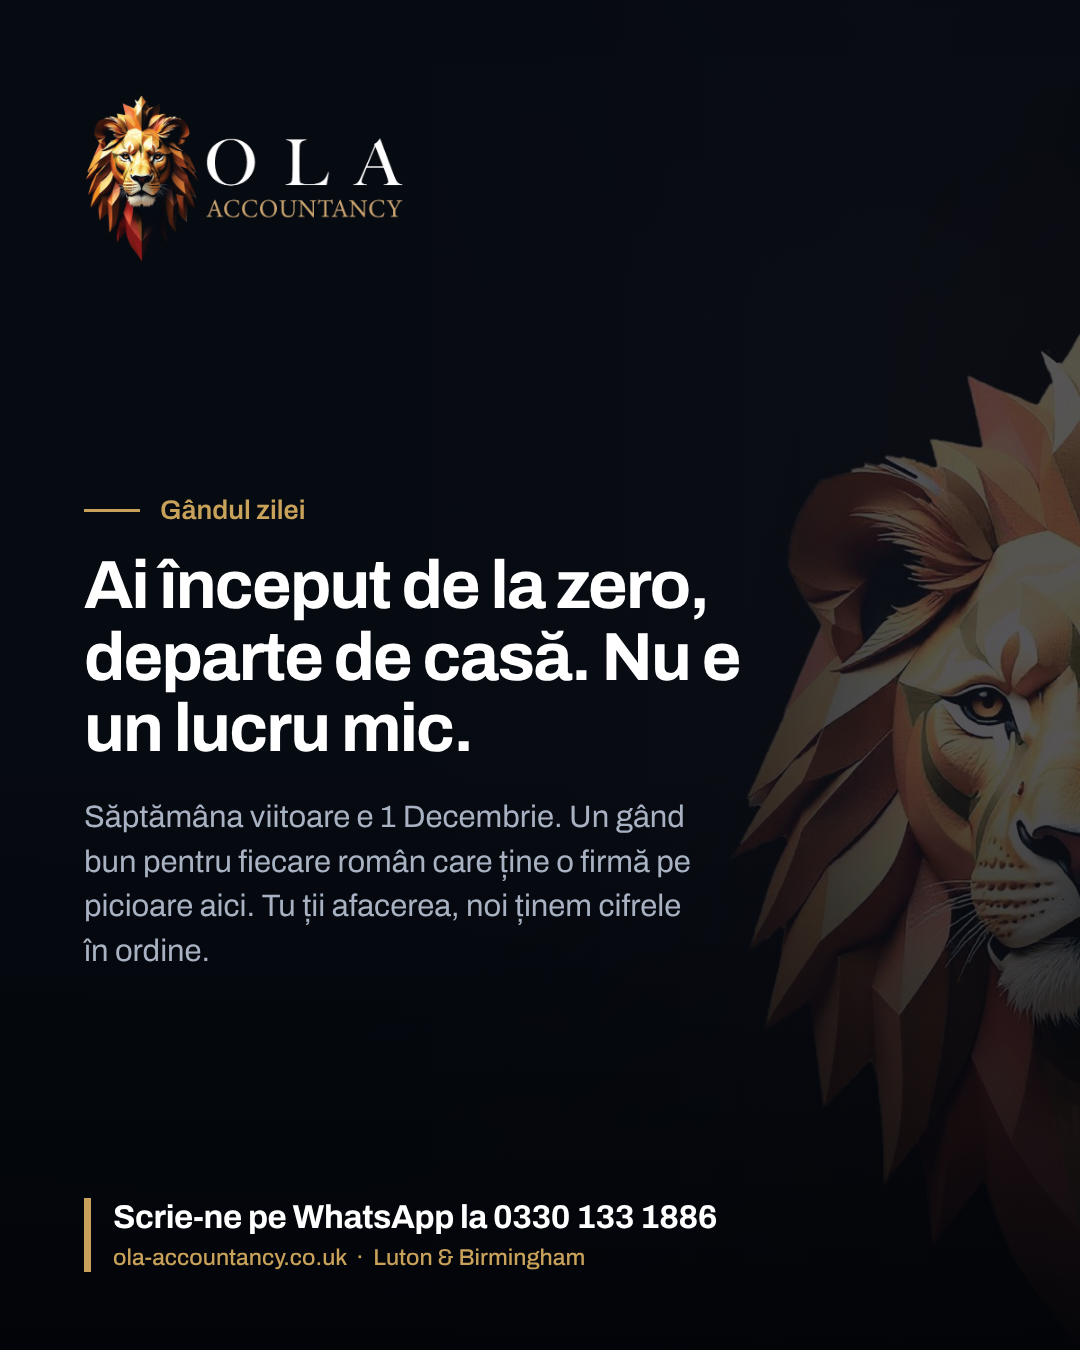 OLA
ACCOUNTANCY
Gândul zilei
Ai început de la zero,
departe de casă. Nu e
un lucru mic.
Săptămâna viitoare e 1 Decembrie. Un gând
bun pentru fiecare român care ține o firmă pe
picioare aici. Tu ții afacerea, noi ținem cifrele
în ordine.
Scrie-ne pe WhatsApp la 0330 133 1886
ola-accountancy.co.uk · Luton & Birmingham